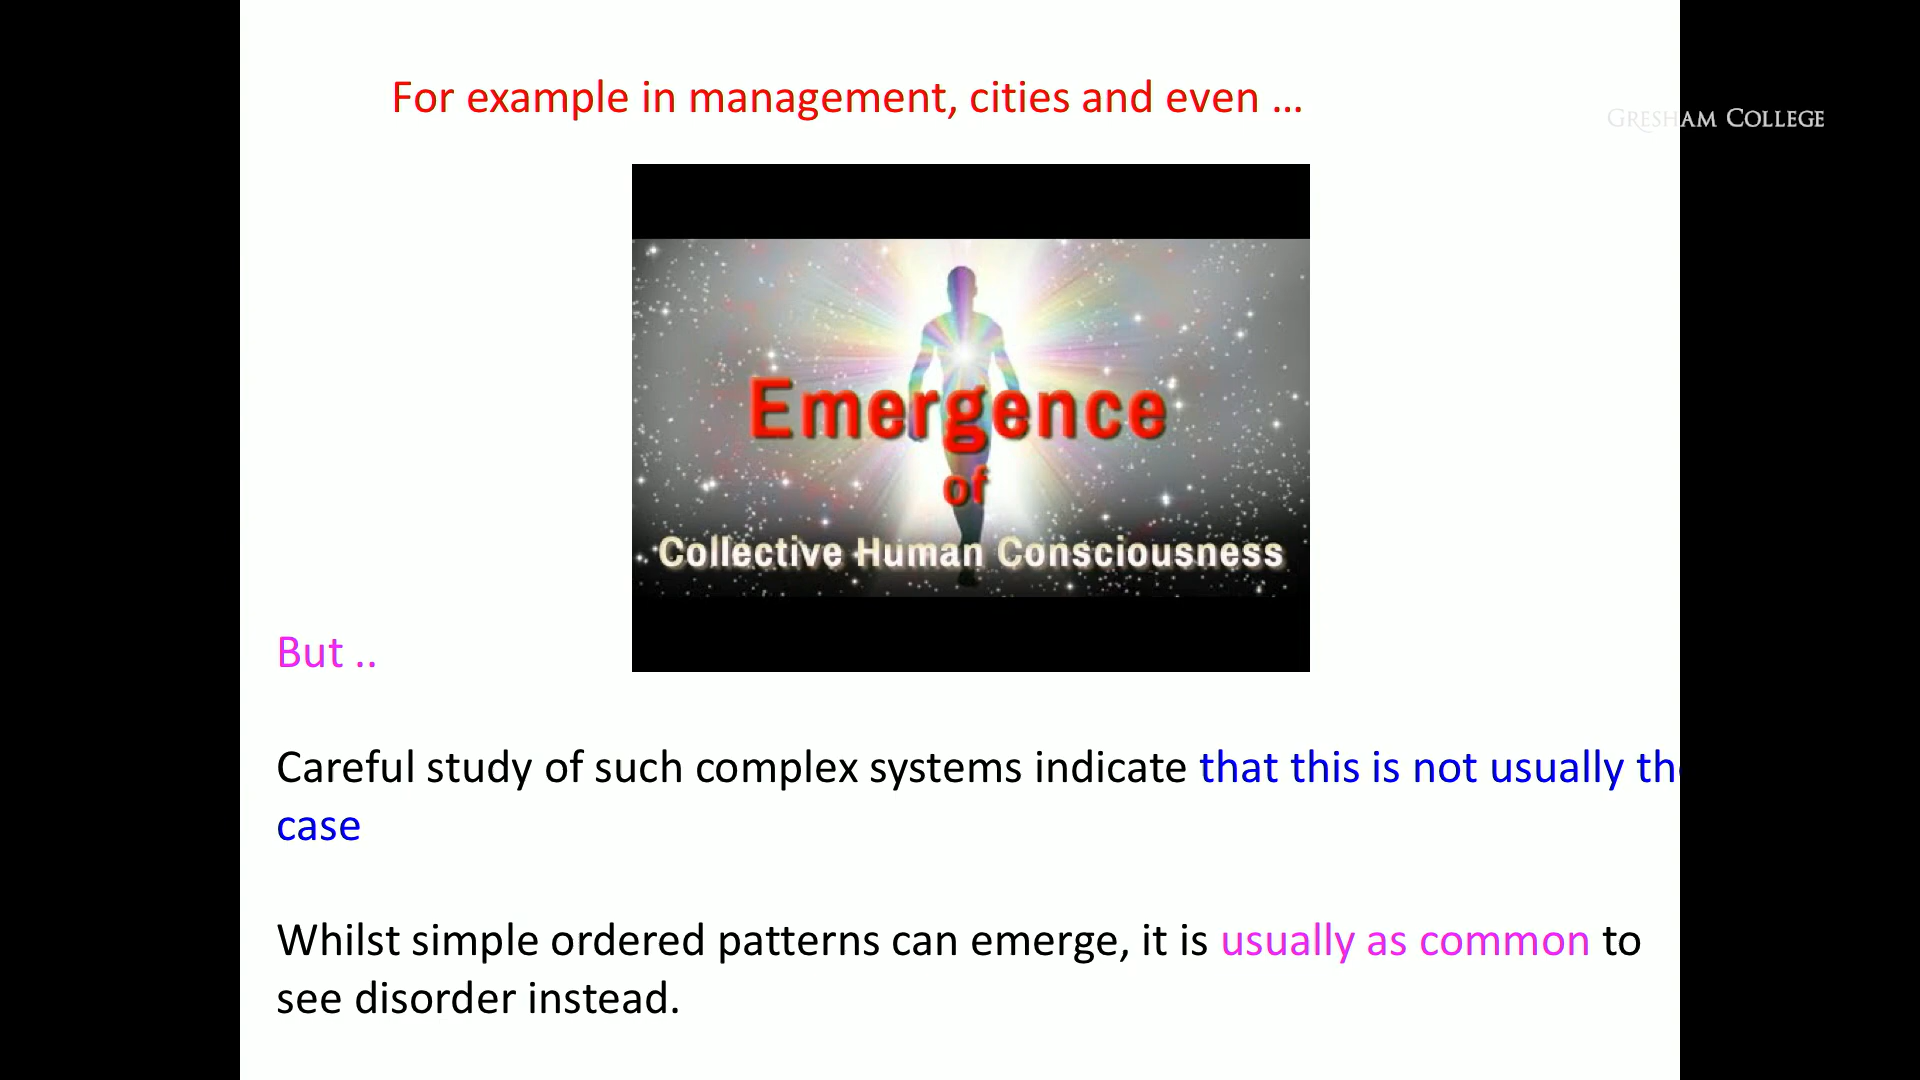 For example in management, cities and even ...
GRESHAM COLLEGE
Emergence
of
Collective Human Consciousness
But ..
Careful study of such complex systems indicate that this is not usually the
case
Whilst simple ordered patterns can emerge, it is usually as common to
see disorder instead.